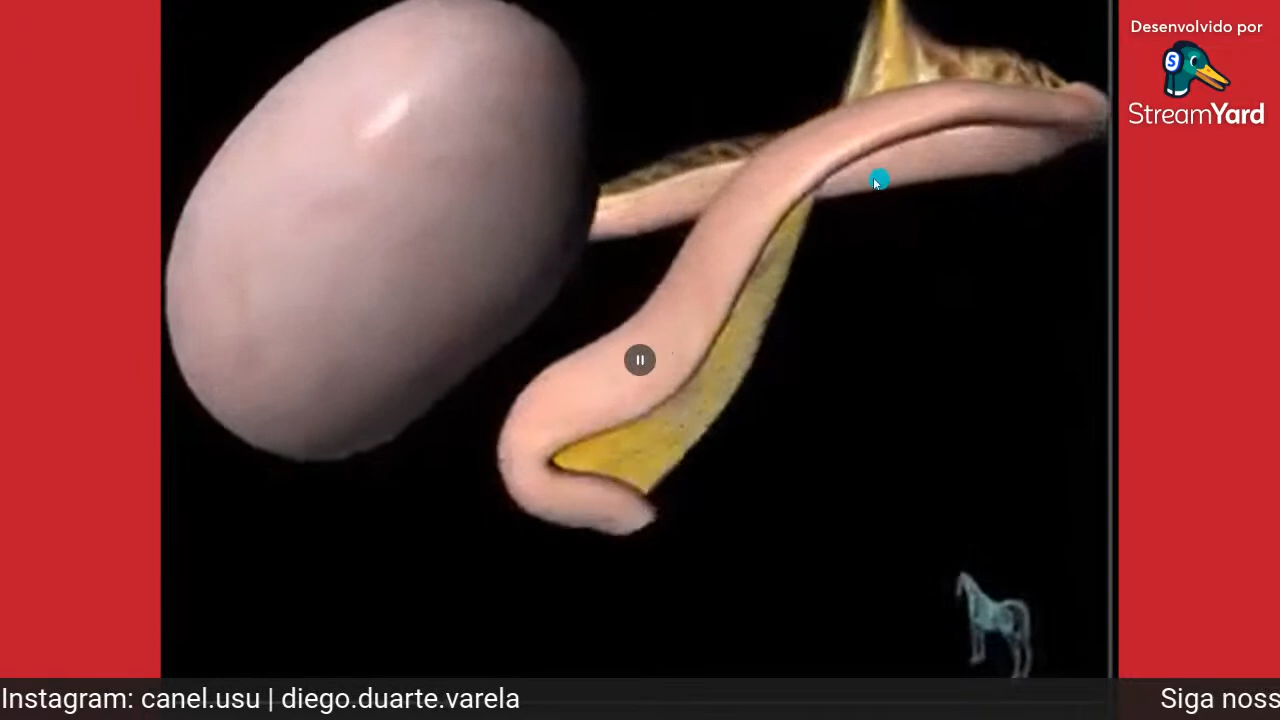 Desenvolvido por
S
StreamYard
Instagram: canel.usu | diego.duarte.varela
Siga noss